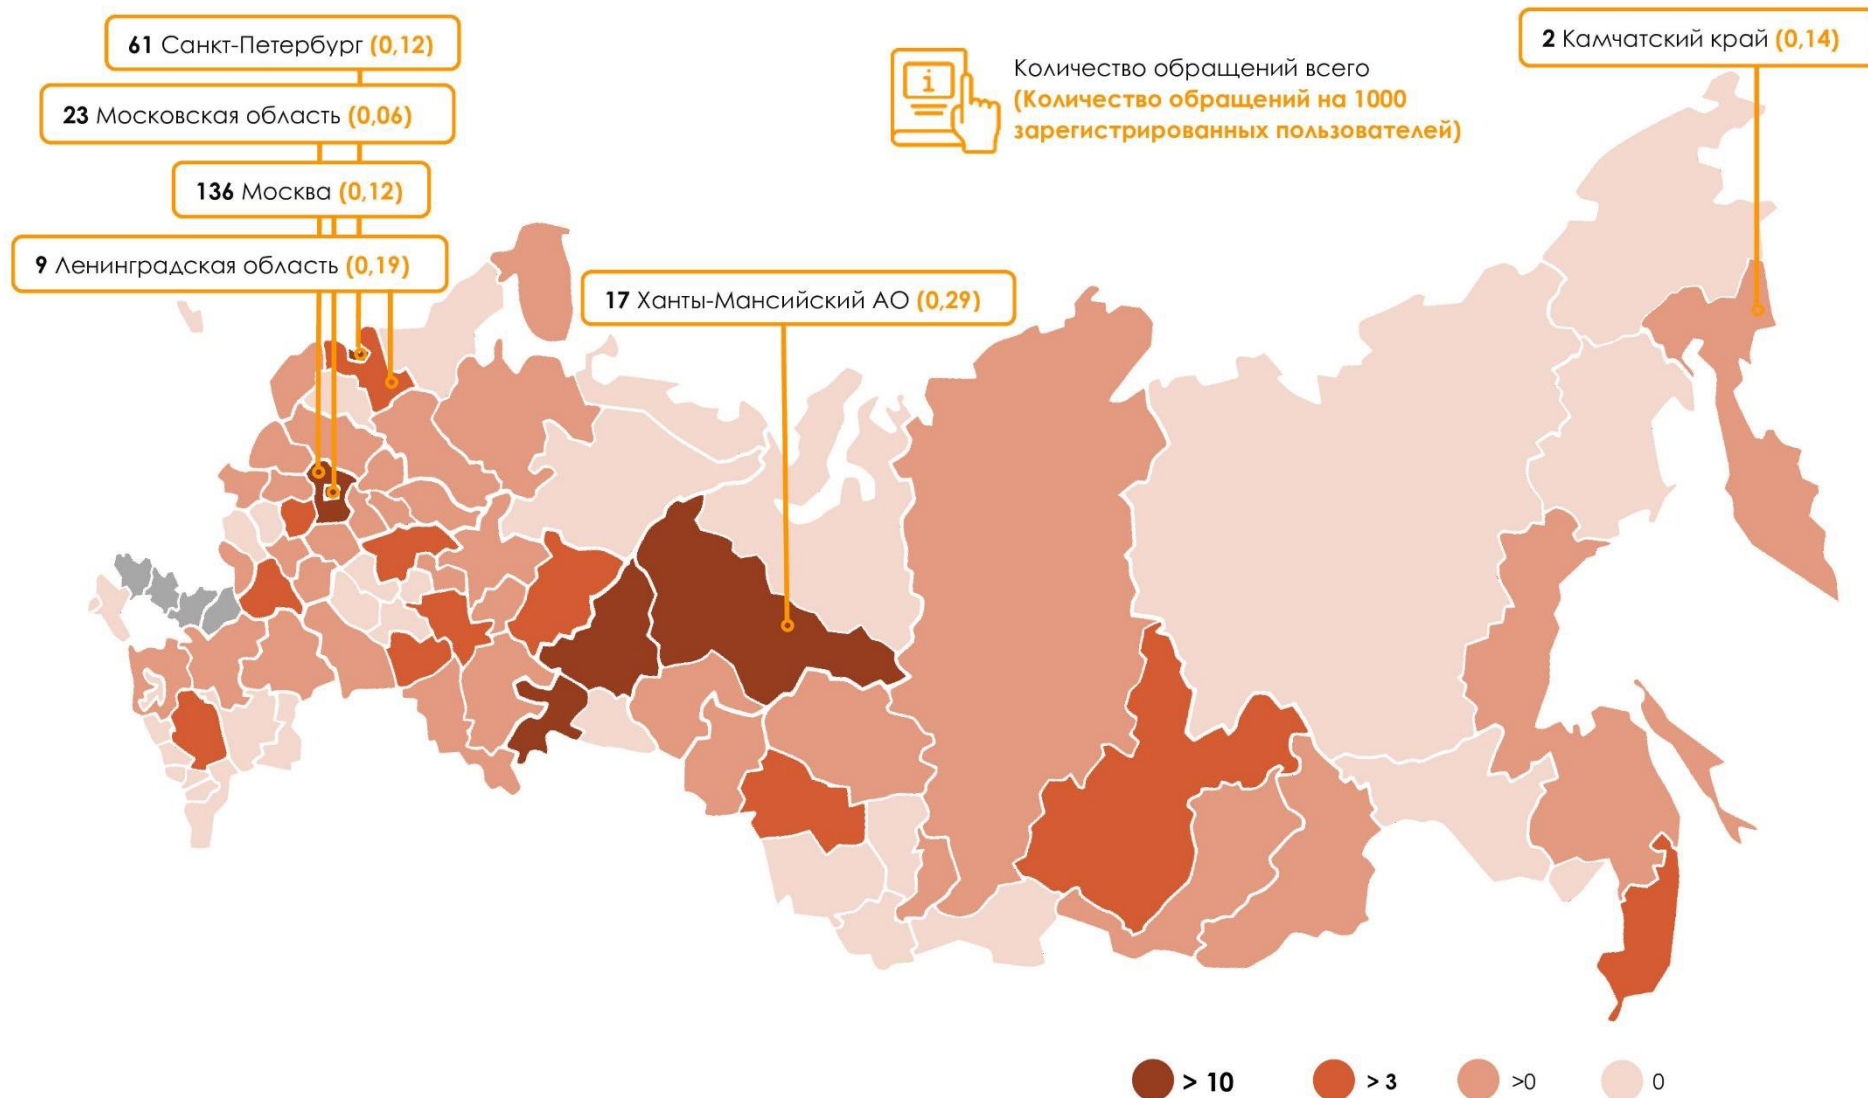 61 Санкт-Петербург (0,12)
2 Камчатский край (0,14)
Количество обращений всего
(Количество обращений на 1000
зарегистрированных пользователей)
23 Московская область (0,06)
136 Москва (0,12)
9 Ленинградская область (0,19)
17 Ханты-Мансийский АО (0,29)
> 10 > 3 >0 0